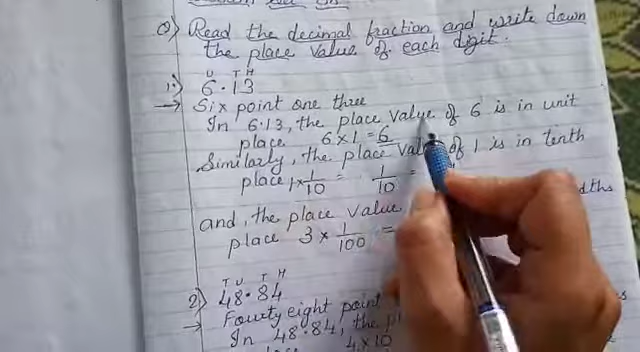 Q) Read the decimal fraction and write down
the place value of each digit.
U T H
1) 6.13
→ Six point one three
In 6.13, the place value of 6 is in unit
place 6×1 = 6
Similarly, the place value of 1 is in tenth
place 1×1/10 = 1/10 =
and, the place value
place 3 × 1/100 =
T U T H
2) 48.84
→ Fourty eight point
In 48.84, the
4×10